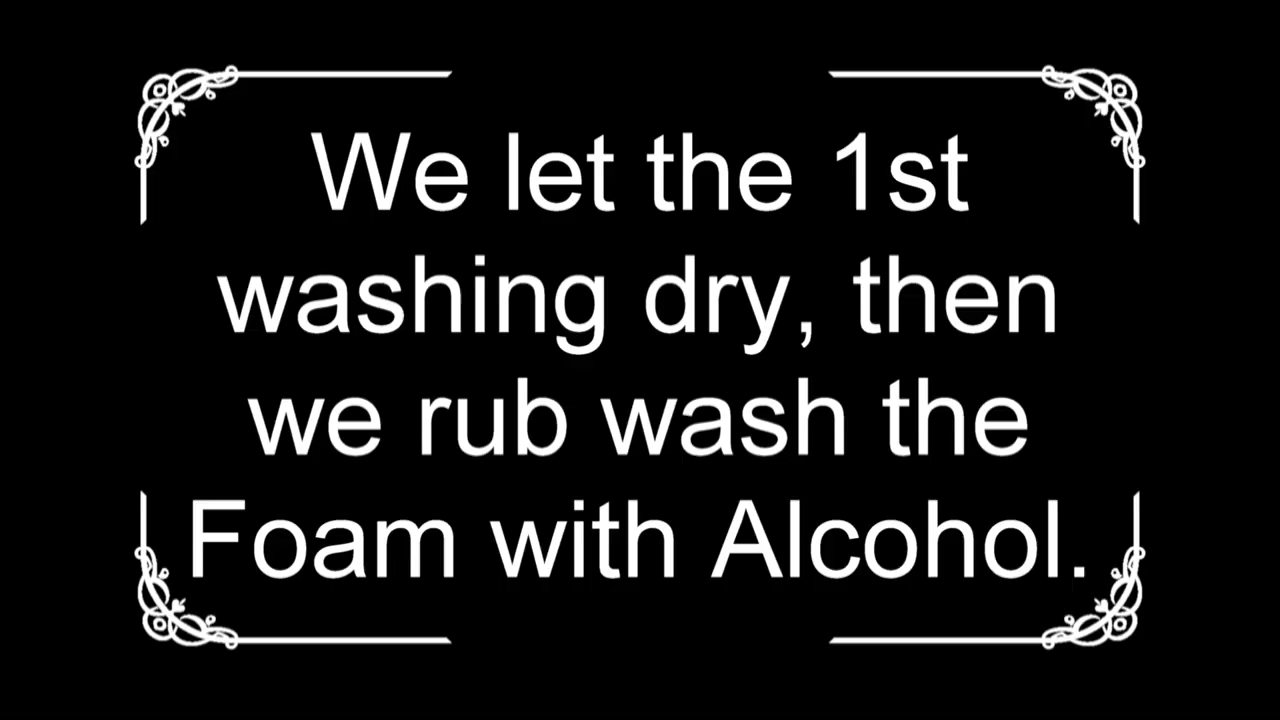 We let the 1st
washing dry, then
we rub wash the
Foam with Alcohol.